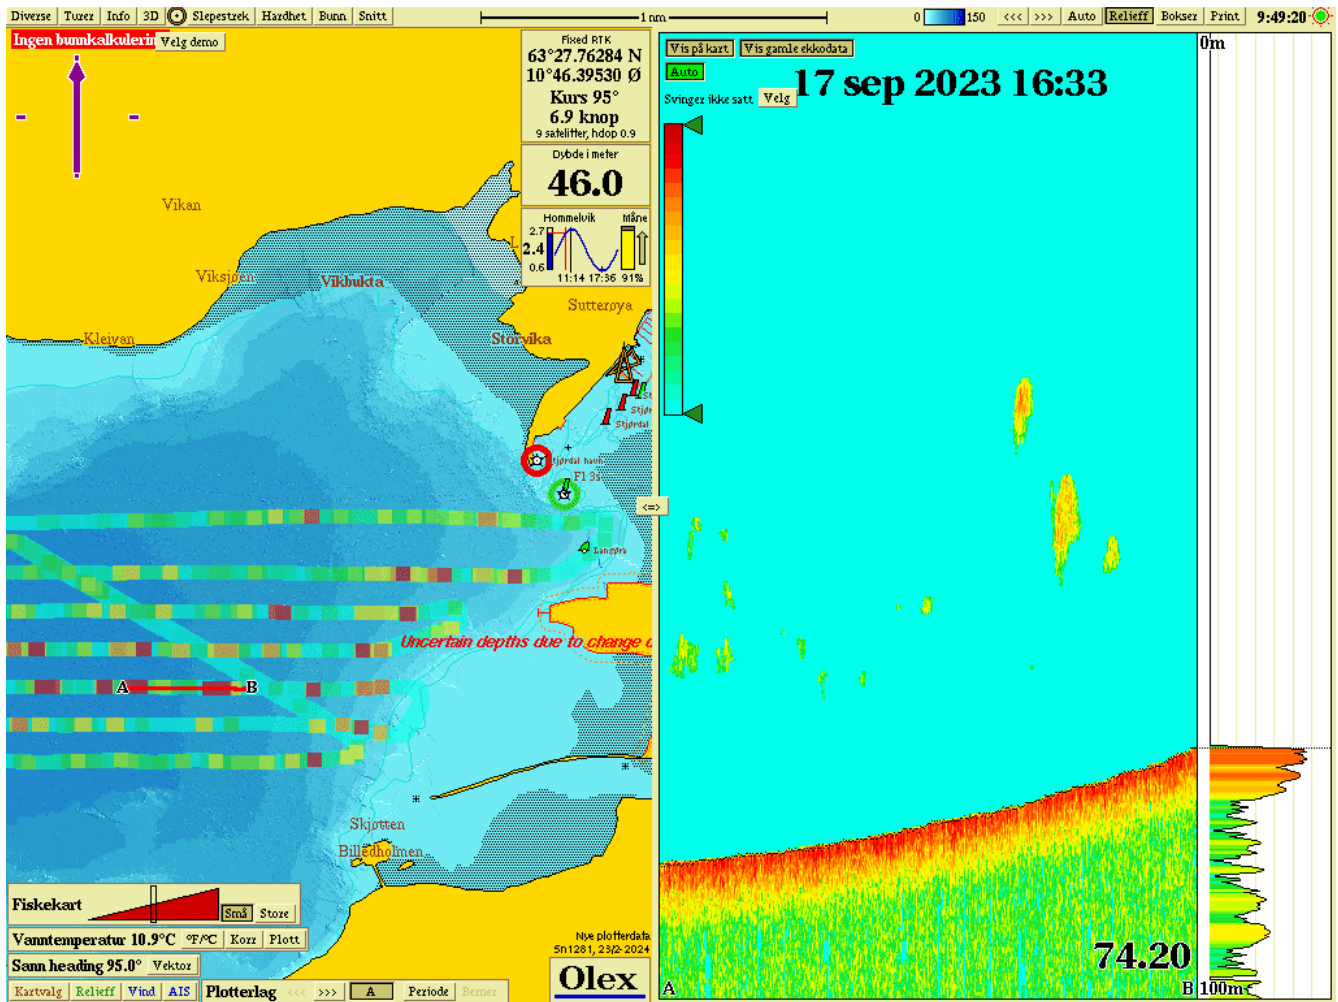 Diverse Turer Info 3D Slepestrek Hardhet Bunn Snitt 1 nm 0 150 <<< >>> Auto Relieff Bokser Print 9:49:20
Ingen bunnkalkulerin Velg demo
Fixed RTK
63°27.76284 N
10°46.39530 Ø
Kurs 95°
6.9 knop
9 satelitter, hdop 0.9
Dybde i meter
46.0
Hommelvik Måne
2.7
2.4
0.6
11:14 17:36 91%
Vis på kart Vis gamle ekkodata
Auto
17 sep 2023 16:33
Svinger ikke satt Velg
0m
Vikan
Viksjøen
Vikbukta
Kleivan
Sutterøya
Storvika
Stjørdal
Stjørdal havn
Fl 3s
<=>
Langøra
Uncertain depths due to change
A B
Skjøtten
Billedholmen
Fiskekart Små Store
Vanntemperatur 10.9°C °F/°C Korr Plott
Sann heading 95.0° Vektor
Kartvalg Relieff Vind AIS Plotterlag <<< >>> A Periode Berner
Nye plotterdata
Sn1281, 23/2-2024
Olex
74.20
A B 100m